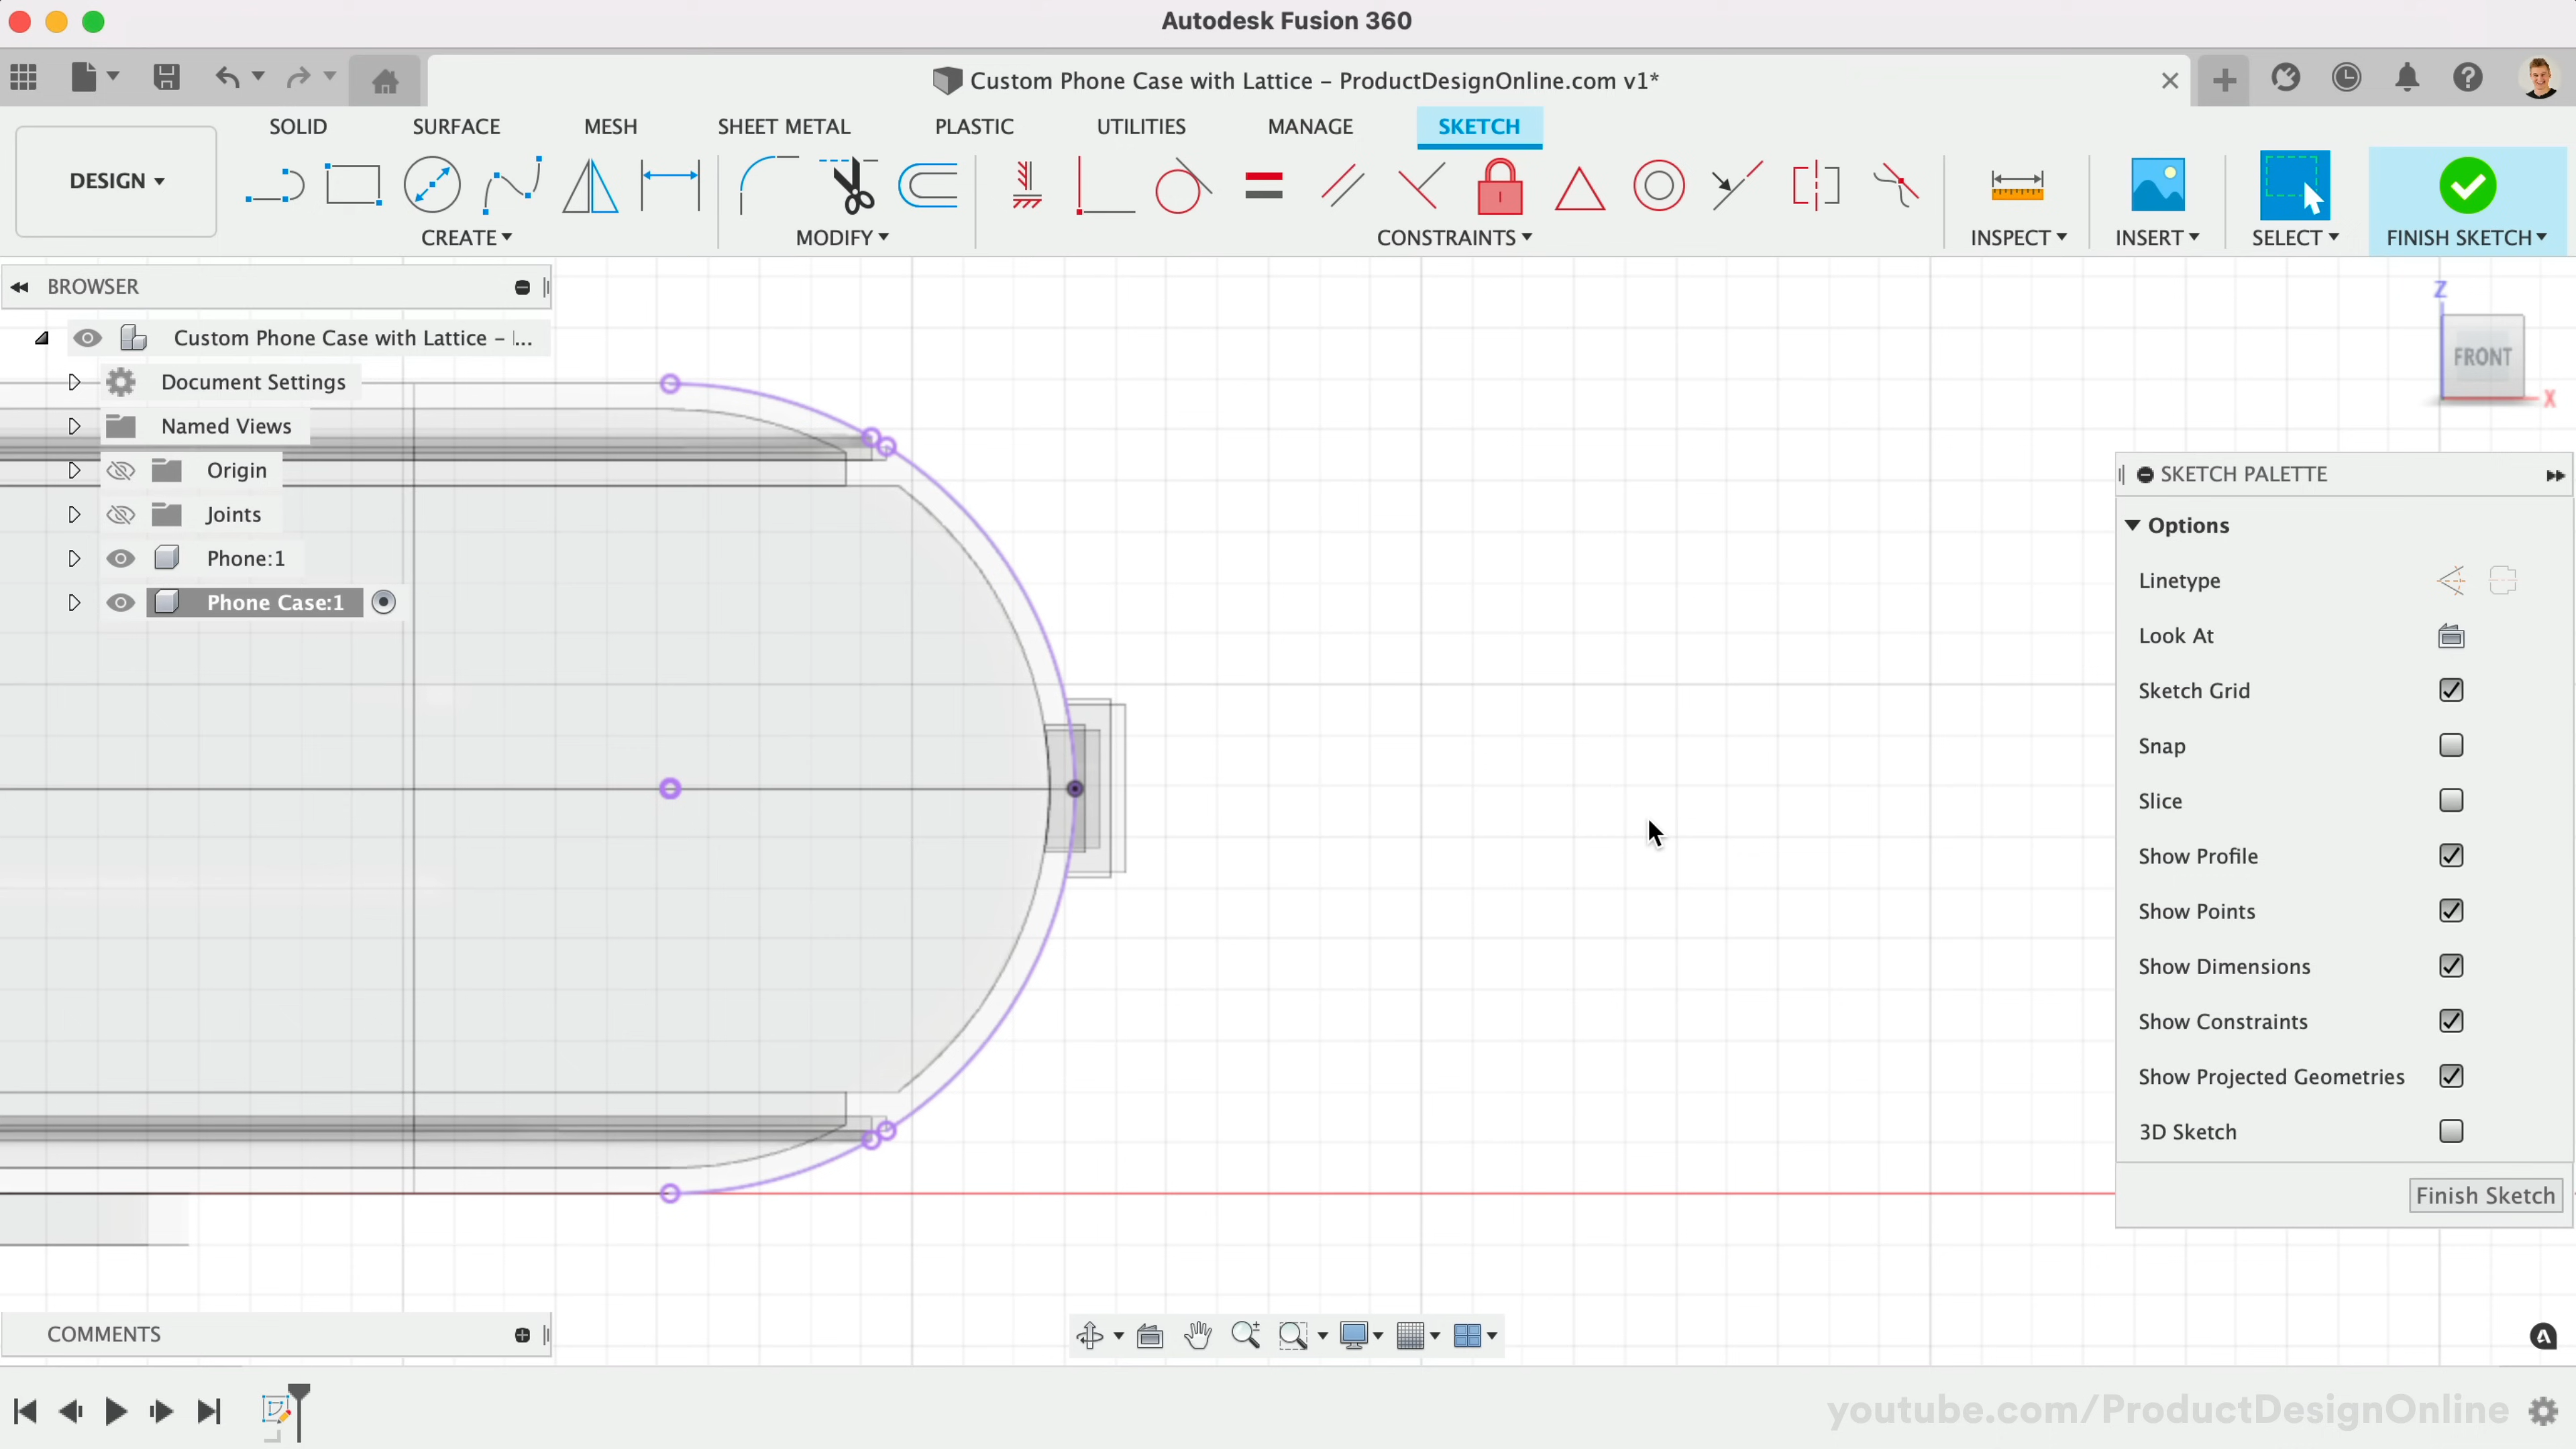 Autodesk Fusion 360
Custom Phone Case with Lattice – ProductDesignOnline.com v1*
SOLID SURFACE MESH SHEET METAL PLASTIC UTILITIES MANAGE SKETCH
DESIGN
CREATE MODIFY CONSTRAINTS INSPECT INSERT SELECT FINISH SKETCH
BROWSER
Custom Phone Case with Lattice – ...
Document Settings
Named Views
Origin
Joints
Phone:1
Phone Case:1
Z
FRONT
X
SKETCH PALETTE
Options
Linetype
Look At
Sketch Grid
Snap
Slice
Show Profile
Show Points
Show Dimensions
Show Constraints
Show Projected Geometries
3D Sketch
Finish Sketch
COMMENTS
youtube.com/ProductDesignOnline